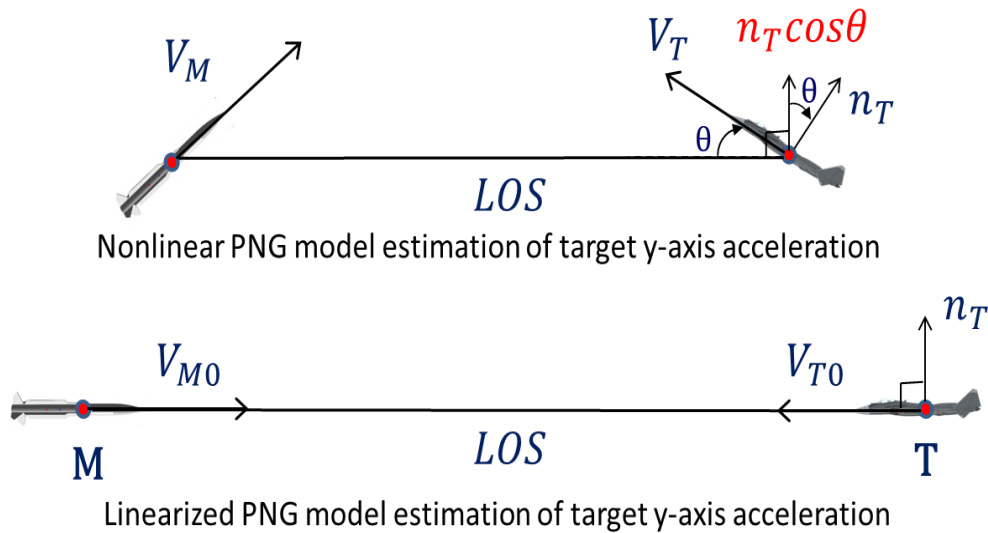 V_M
V_T
n_T cosθ
θ
n_T
θ
LOS
Nonlinear PNG model estimation of target y-axis acceleration
n_T
V_M0
V_T0
LOS
M
T
Linearized PNG model estimation of target y-axis acceleration